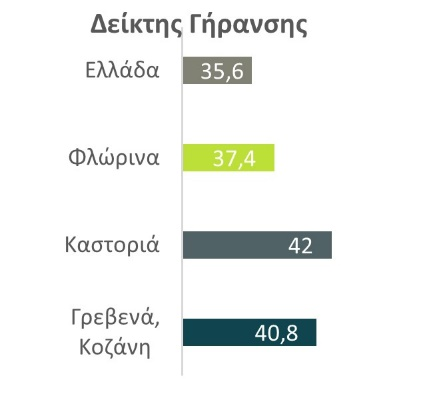 Δείκτης Γήρανσης
Ελλάδα
35,6
Φλώρινα
37,4
Καστοριά
42
Γρεβενά,
Κοζάνη
40,8